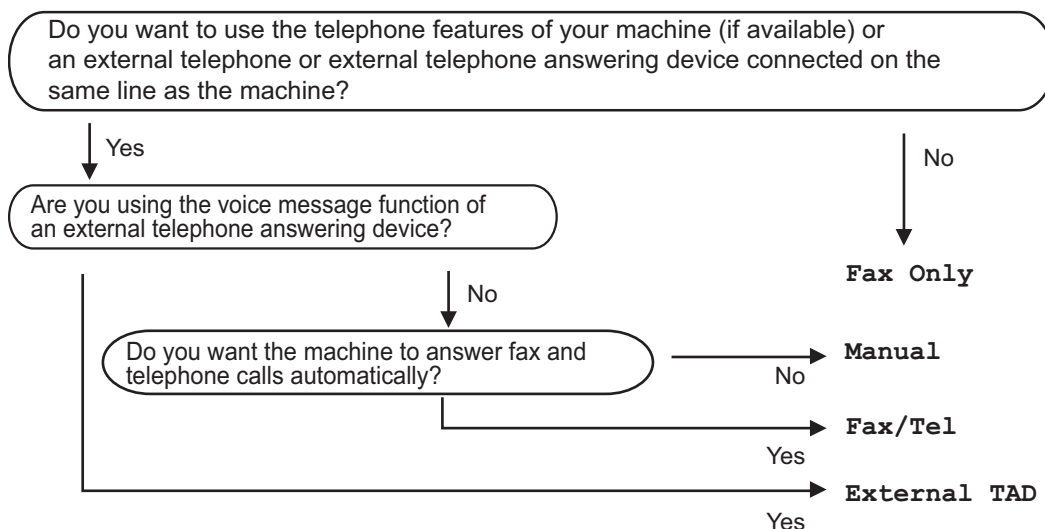 Do you want to use the telephone features of your machine (if available) or
an external telephone or external telephone answering device connected on the
same line as the machine?
Yes
No
Are you using the voice message function of
an external telephone answering device?
Fax Only
No
Do you want the machine to answer fax and
telephone calls automatically?
Manual
No
Fax/Tel
Yes
External TAD
Yes